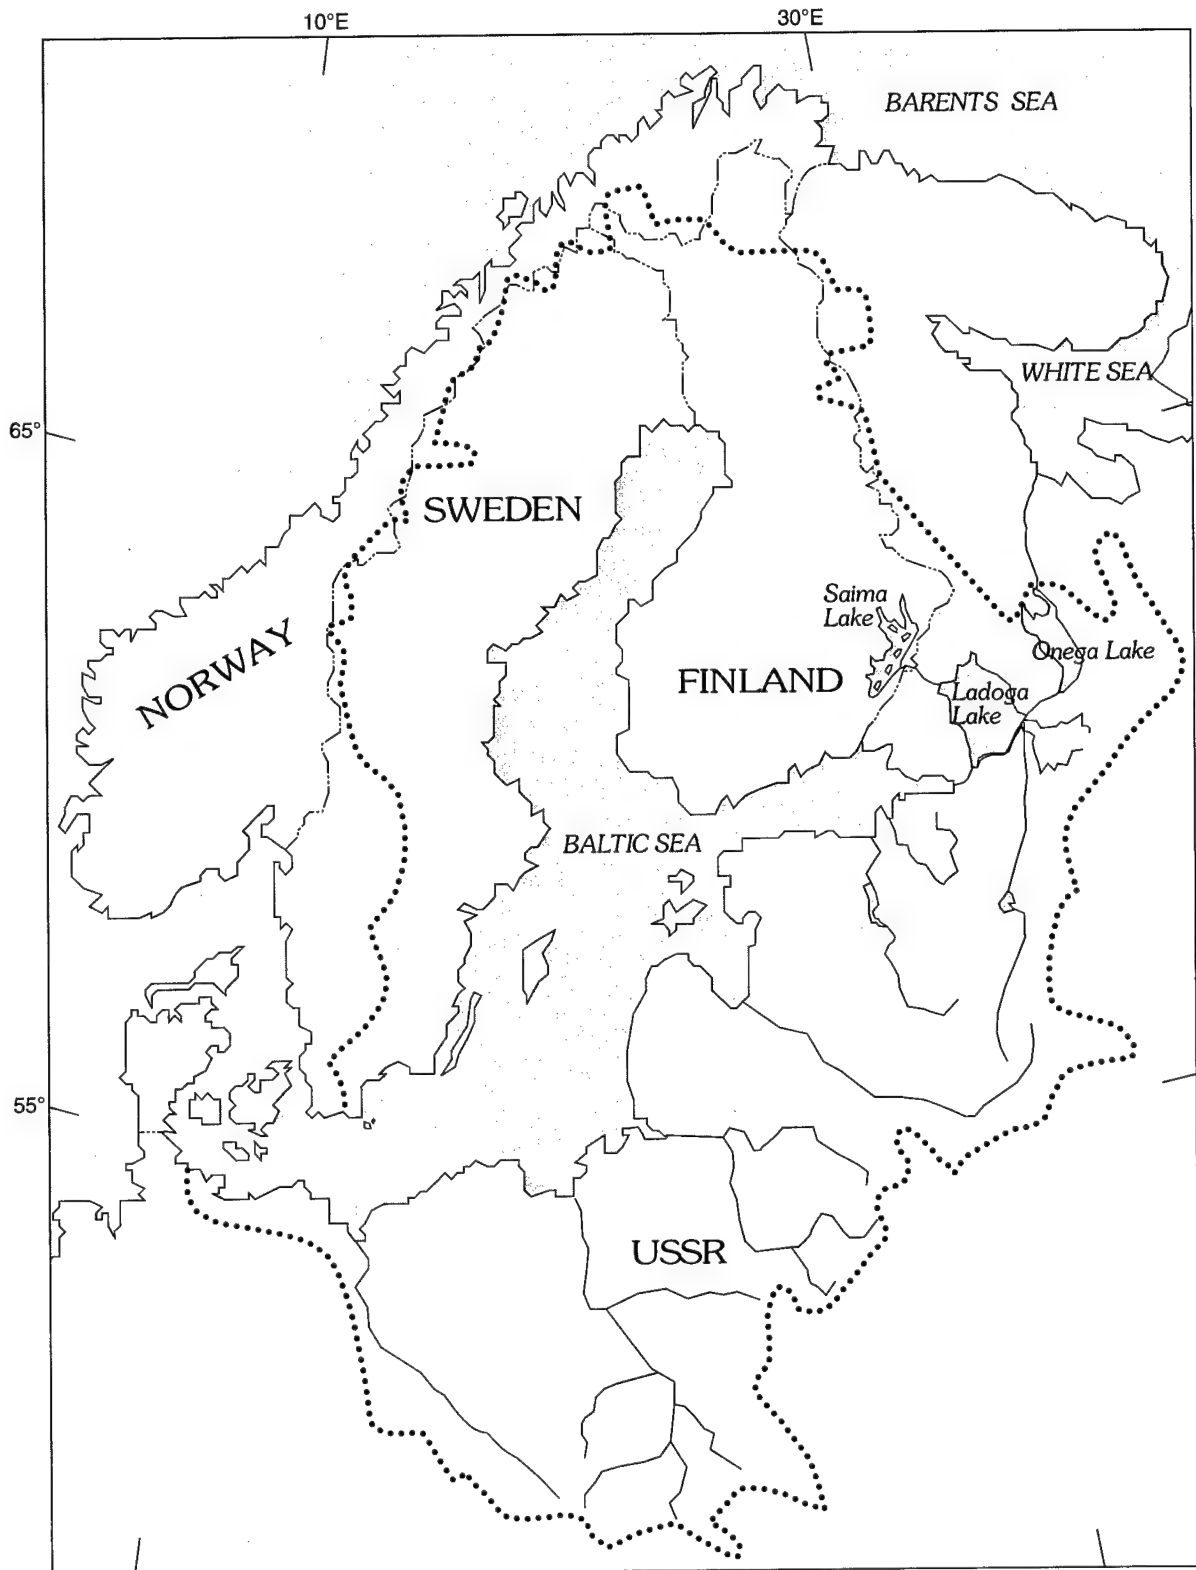 10°E
30°E
BARENTS SEA
WHITE SEA
65°
SWEDEN
Saima
Lake
NORWAY
Onega Lake
FINLAND
Ladoga
Lake
BALTIC SEA
55°
USSR